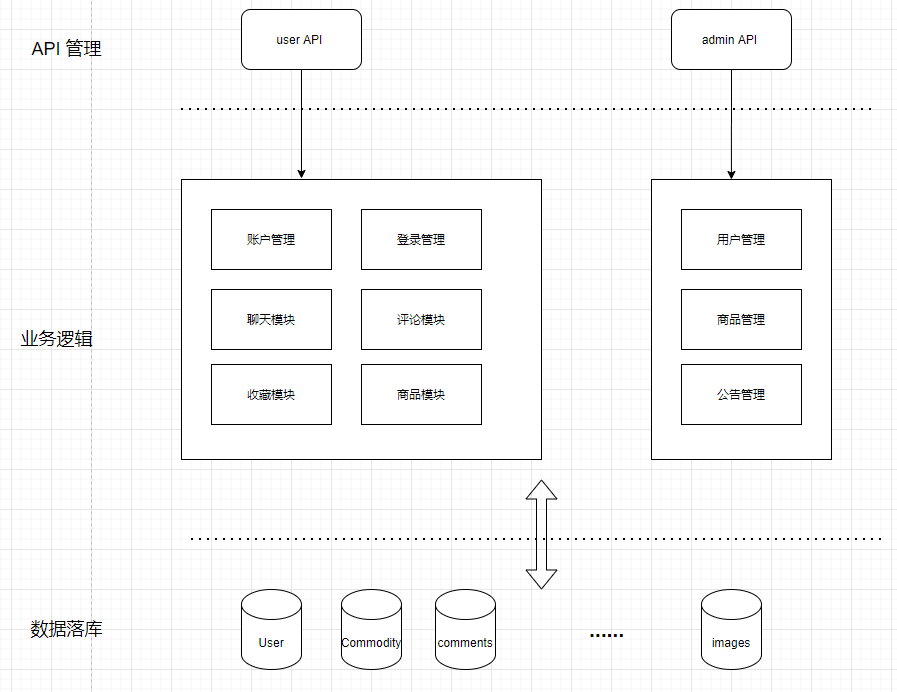 API 管理
user API
admin API
业务逻辑
账户管理
登录管理
聊天模块
评论模块
收藏模块
商品模块
用户管理
商品管理
公告管理
数据落库
User
Commodity
comments
......
images